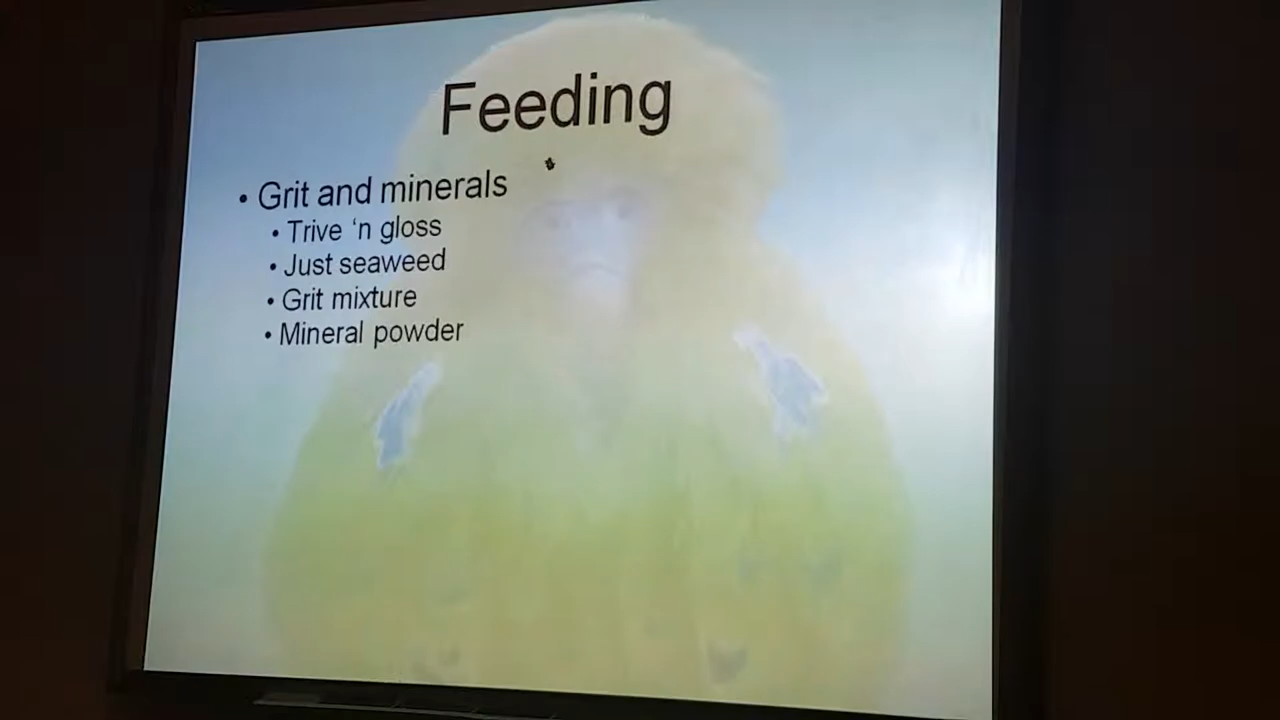 Feeding
• Grit and minerals
• Trive ‘n gloss
• Just seaweed
• Grit mixture
• Mineral powder